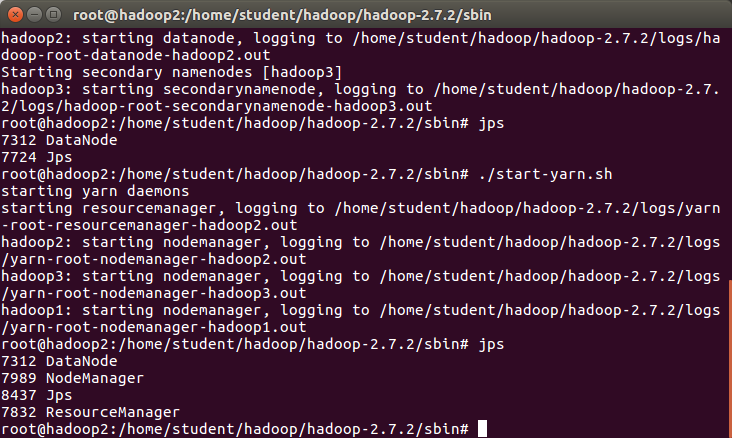 root@hadoop2:/home/student/hadoop/hadoop-2.7.2/sbin
hadoop2: starting datanode, logging to /home/student/hadoop/hadoop-2.7.2/logs/ha
doop-root-datanode-hadoop2.out
Starting secondary namenodes [hadoop3]
hadoop3: starting secondarynamenode, logging to /home/student/hadoop/hadoop-2.7.
2/logs/hadoop-root-secondarynamenode-hadoop3.out
root@hadoop2:/home/student/hadoop/hadoop-2.7.2/sbin# jps
7312 DataNode
7724 Jps
root@hadoop2:/home/student/hadoop/hadoop-2.7.2/sbin# ./start-yarn.sh
starting yarn daemons
starting resourcemanager, logging to /home/student/hadoop/hadoop-2.7.2/logs/yarn
-root-resourcemanager-hadoop2.out
hadoop2: starting nodemanager, logging to /home/student/hadoop/hadoop-2.7.2/logs
/yarn-root-nodemanager-hadoop2.out
hadoop3: starting nodemanager, logging to /home/student/hadoop/hadoop-2.7.2/logs
/yarn-root-nodemanager-hadoop3.out
hadoop1: starting nodemanager, logging to /home/student/hadoop/hadoop-2.7.2/logs
/yarn-root-nodemanager-hadoop1.out
root@hadoop2:/home/student/hadoop/hadoop-2.7.2/sbin# jps
7312 DataNode
7989 NodeManager
8437 Jps
7832 ResourceManager
root@hadoop2:/home/student/hadoop/hadoop-2.7.2/sbin#